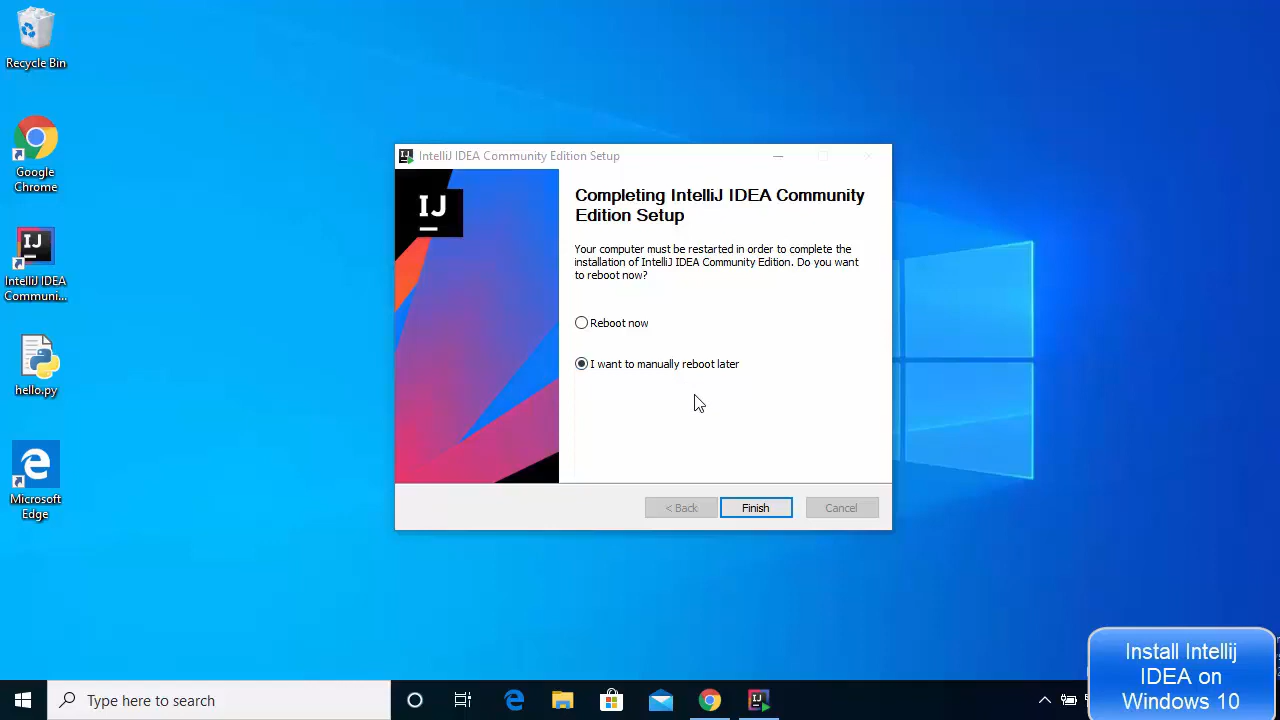 Recycle Bin
Google
Chrome
IntelliJ IDEA
Communi...
hello.py
Microsoft
Edge
IntelliJ IDEA Community Edition Setup
IJ
Completing IntelliJ IDEA Community
Edition Setup
Your computer must be restarted in order to complete the
installation of IntelliJ IDEA Community Edition. Do you want
to reboot now?
Reboot now
I want to manually reboot later
< Back
Finish
Cancel
Install Intellij
IDEA on
Windows 10
Type here to search